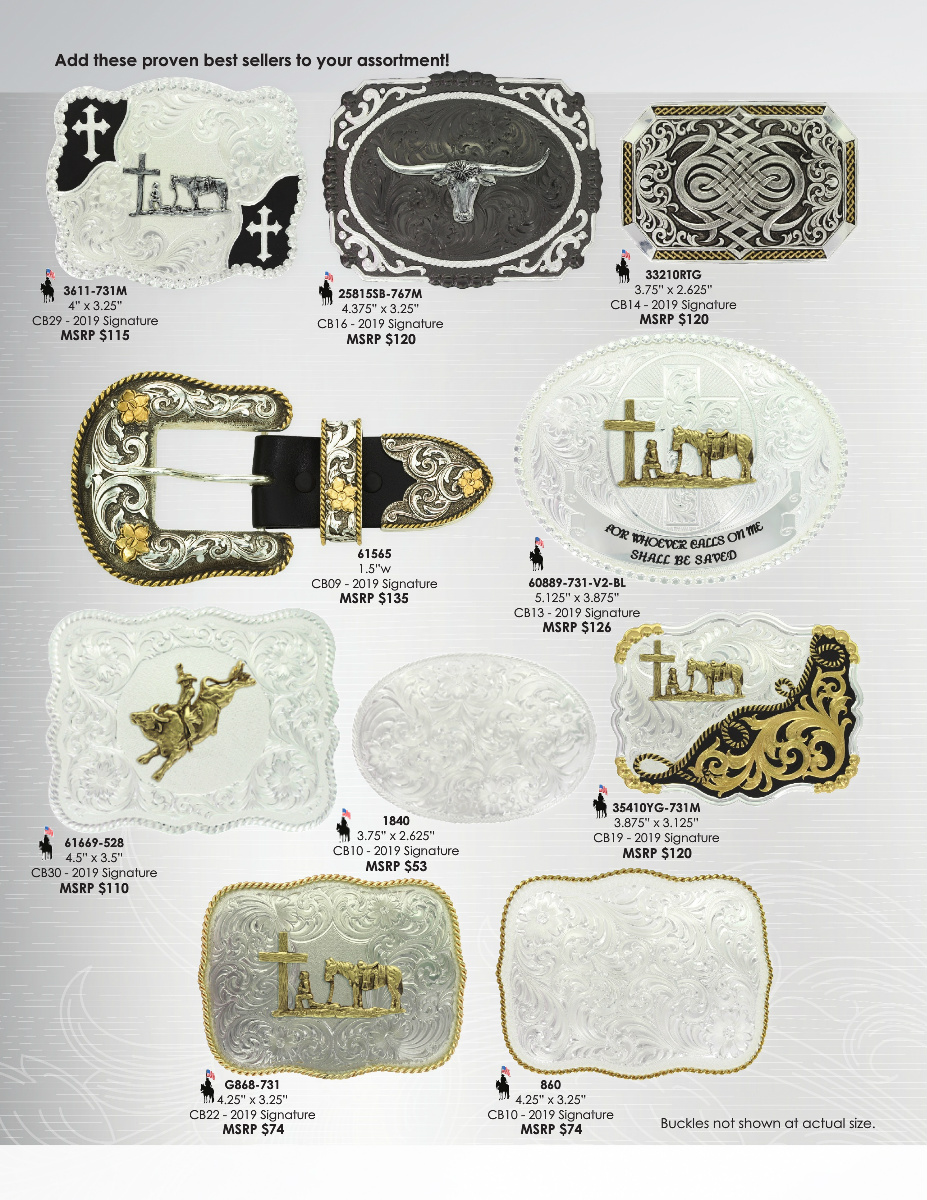 Add these proven best sellers to your assortment!
3611-731M
4” x 3.25”
CB29 - 2019 Signature
MSRP $115
25815SB-767M
4.375” x 3.25”
CB16 - 2019 Signature
MSRP $120
33210RTG
3.75” x 2.625”
CB14 - 2019 Signature
MSRP $120
61565
1.5”w
CB09 - 2019 Signature
MSRP $135
FOR WHOEVER CALLS ON ME
SHALL BE SAVED
60889-731-V2-BL
5.125” x 3.875”
CB13 - 2019 Signature
MSRP $126
61669-528
4.5” x 3.5”
CB30 - 2019 Signature
MSRP $110
1840
3.75” x 2.625”
CB10 - 2019 Signature
MSRP $53
35410YG-731M
3.875” x 3.125”
CB19 - 2019 Signature
MSRP $120
G868-731
4.25” x 3.25”
CB22 - 2019 Signature
MSRP $74
860
4.25” x 3.25”
CB10 - 2019 Signature
MSRP $74
Buckles not shown at actual size.